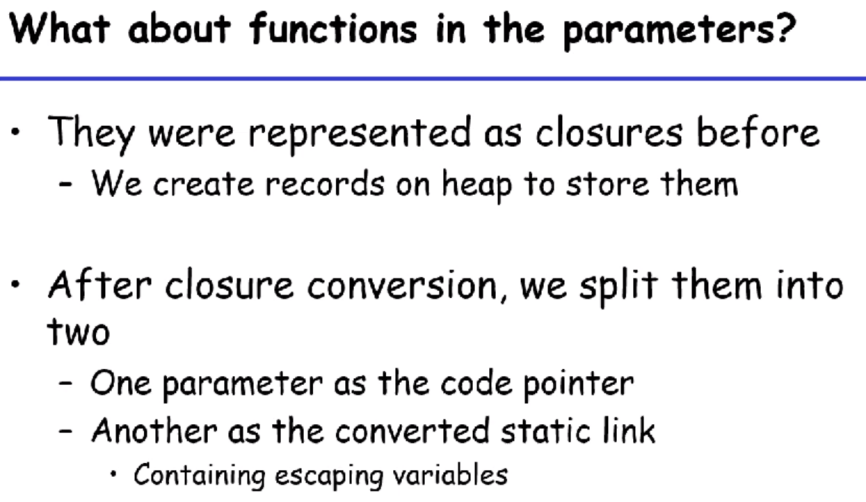 What about functions in the parameters?
• They were represented as closures before
– We create records on heap to store them
• After closure conversion, we split them into
two
– One parameter as the code pointer
– Another as the converted static link
• Containing escaping variables